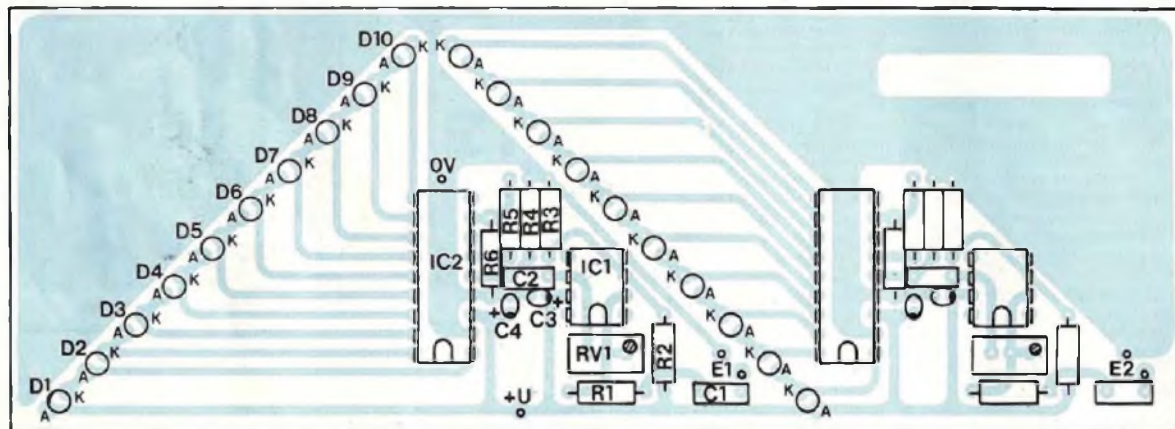 D10 K K
A A
D9 K K
A A
D8 K K
A A
D7 K K
A A
0V
D6 K K
A A
D5 K K
A A
D4 K K
A A
D3 K K
A A
D2 K K
A A
D1 K K
A A
IC2
R6
R5
R4
R3
C2
IC1
+
C4
C3
+
RV1
R2
R1
+U
E1
C1
E2